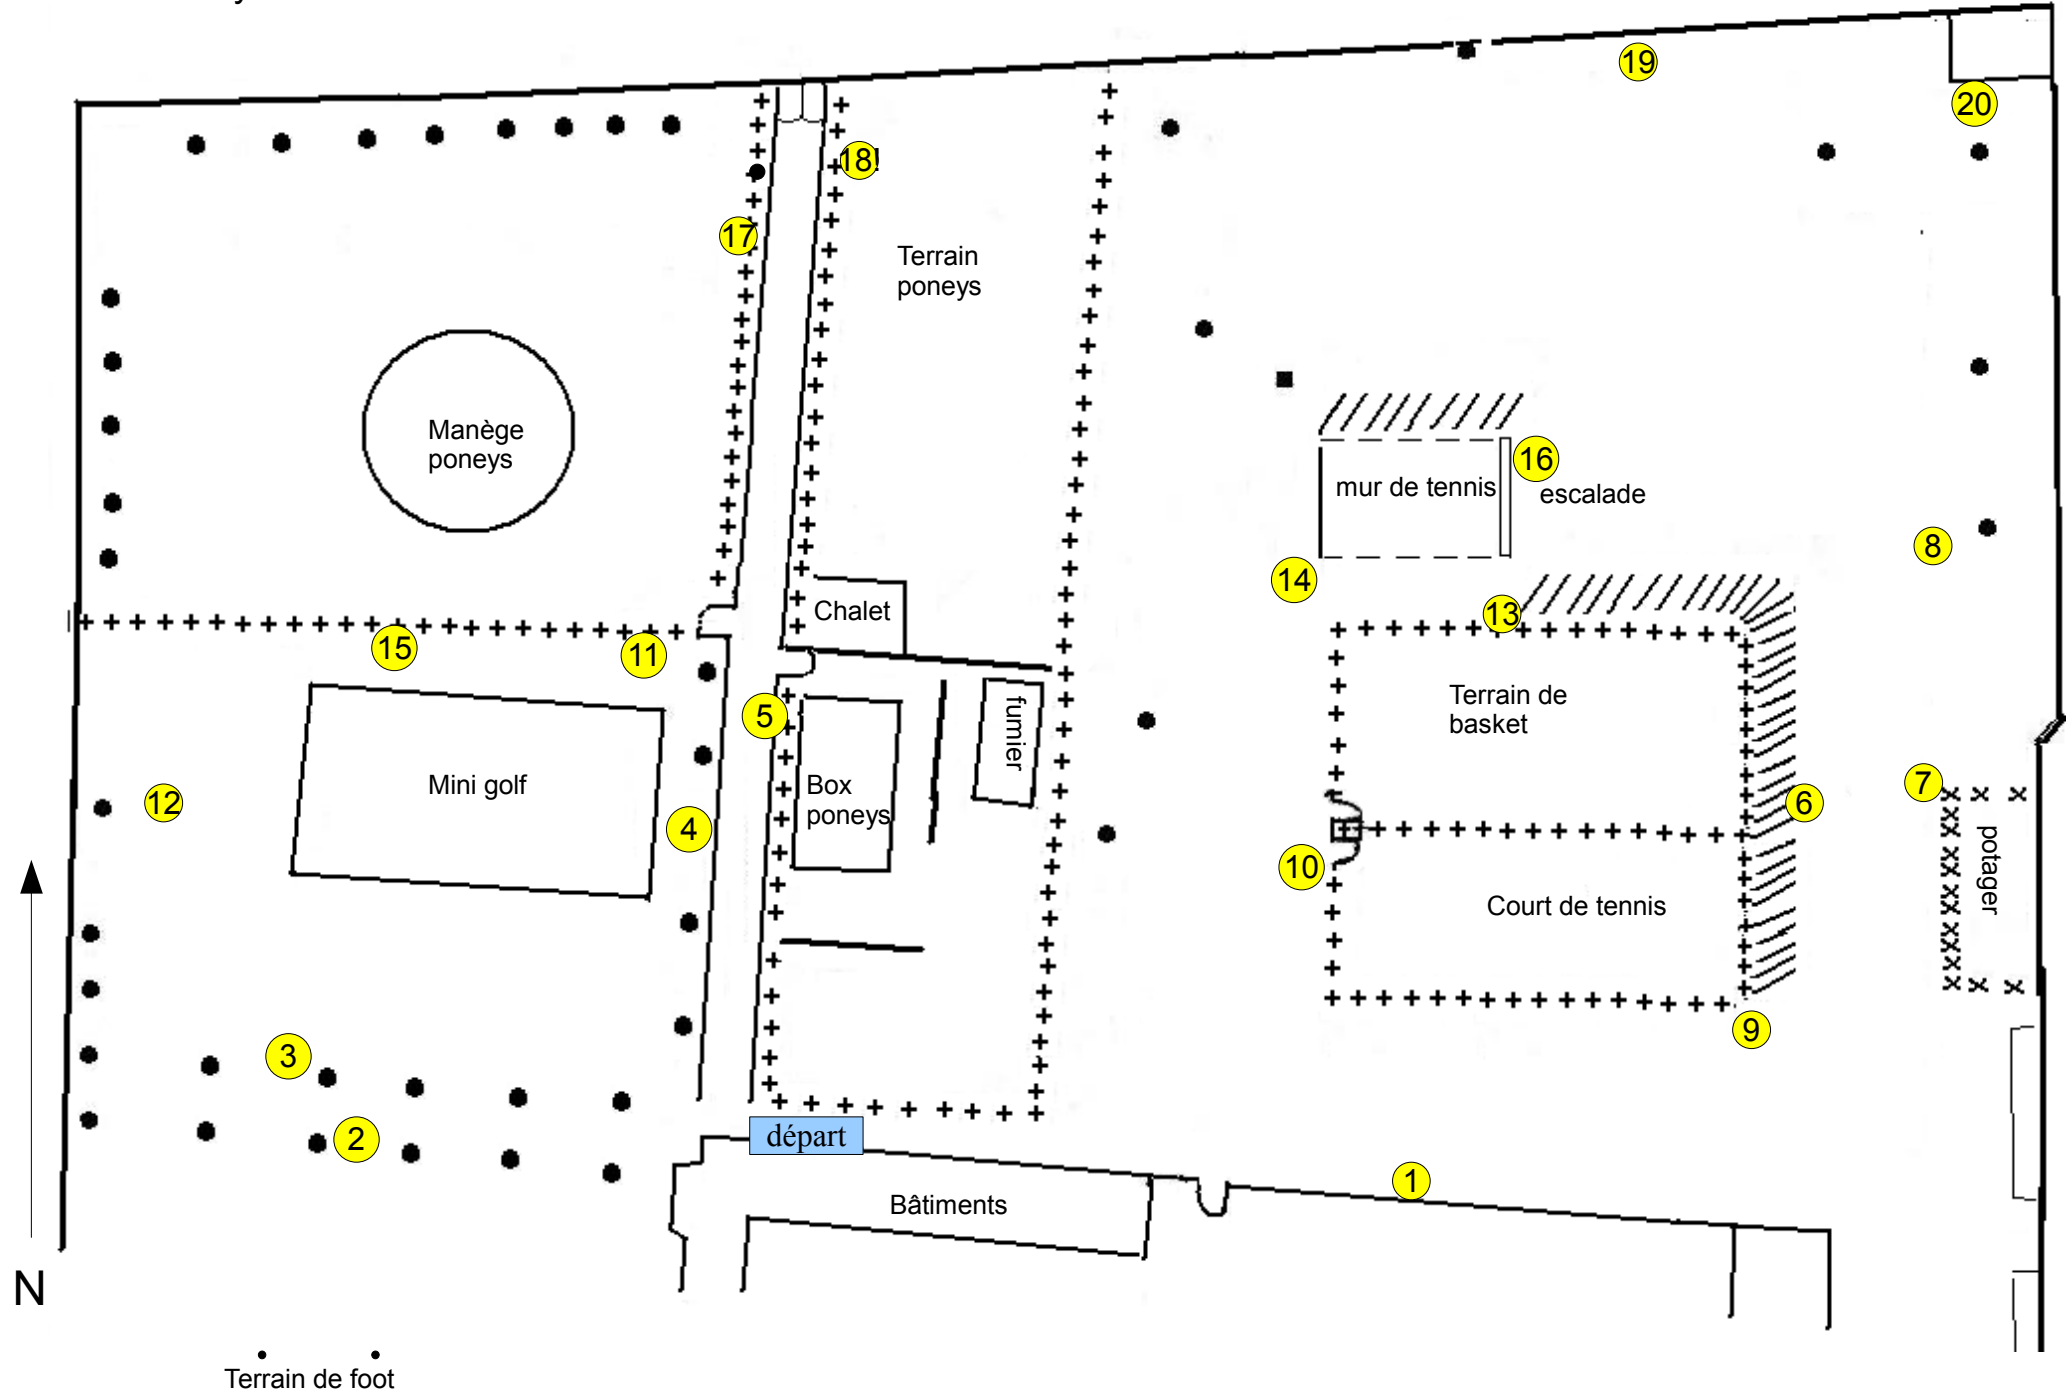 19
20
18!
17
Terrain
poneys
Manège
poneys
16
mur de tennis
escalade
8
14
13
Chalet
15
11
5
Terrain de
basket
fumier
Mini golf
12
4
Box
poneys
6
7
potager
10
Court de tennis
9
3
2
départ
1
Bâtiments
N
Terrain de foot